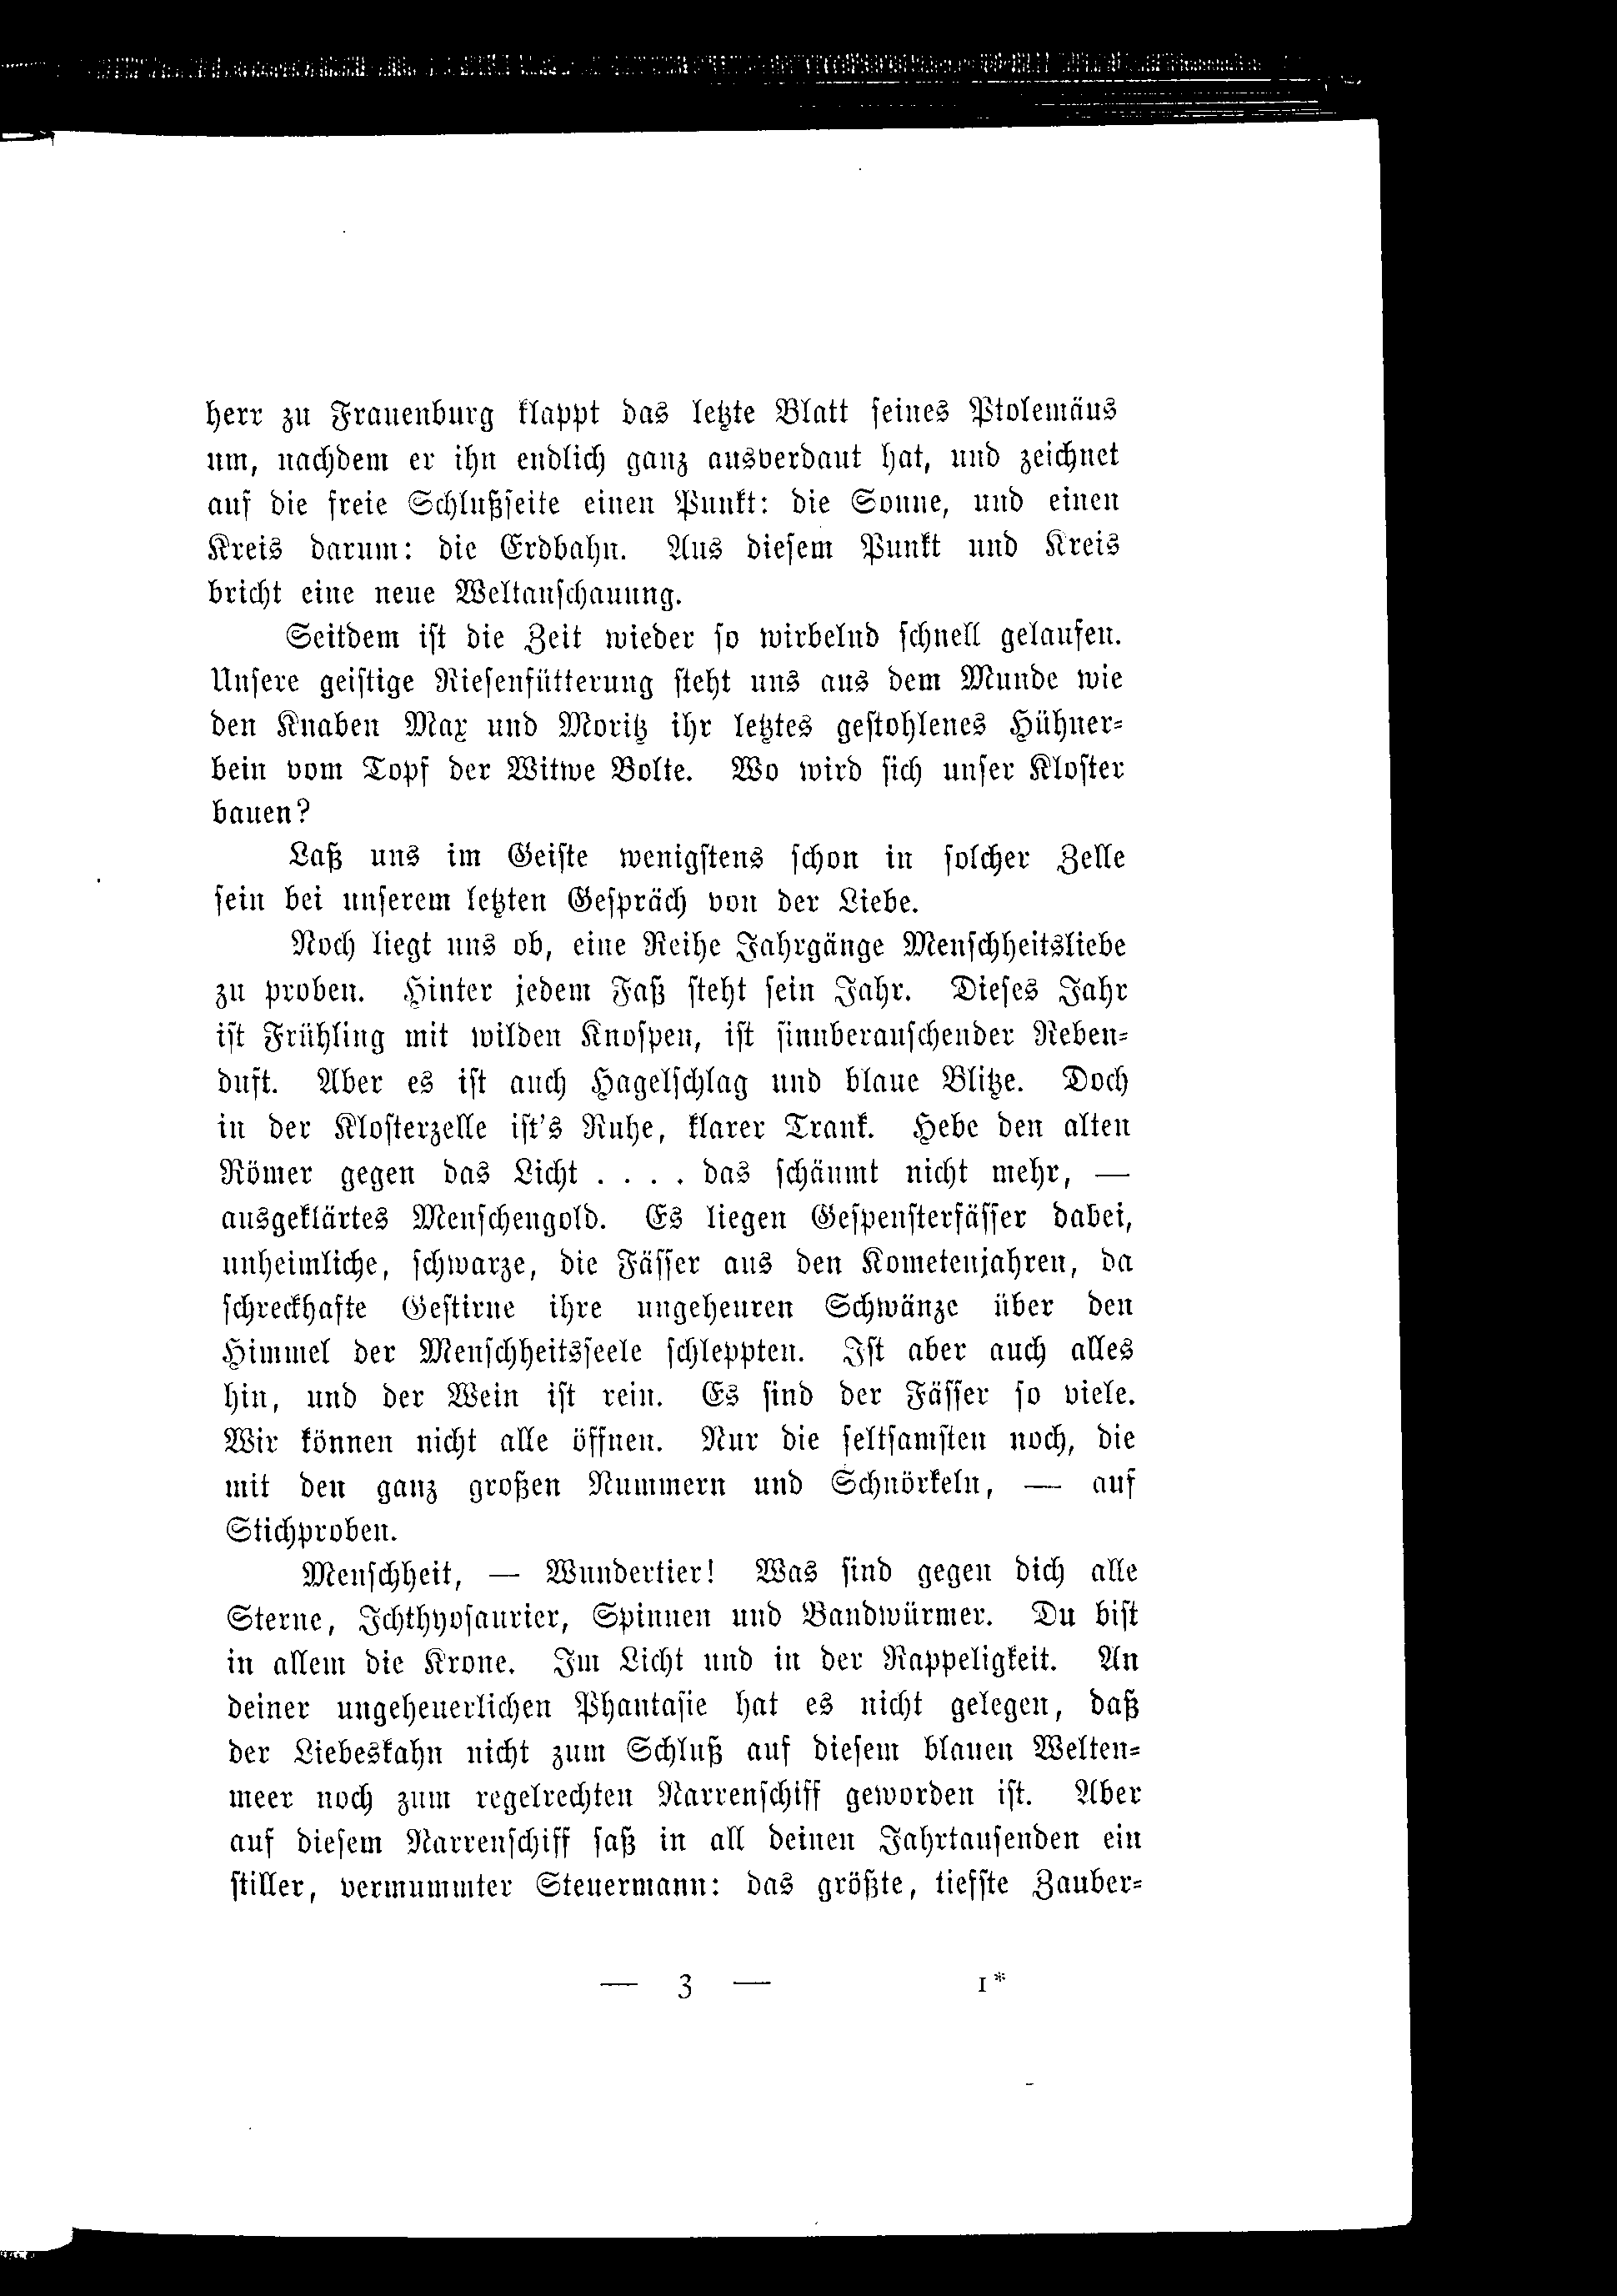 herr zu Frauenburg klappt das letzte Blatt seines Ptolemäus
um, nachdem er ihn endlich ganz ausverdaut hat, und zeichnet
auf die freie Schlußseite einen Punkt: die Sonne, und einen
Kreis darum: die Erdbahn. Aus diesem Punkt und Kreis
bricht eine neue Weltanschauung.
Seitdem ist die Zeit wieder so wirbelnd schnell gelaufen.
Unsere geistige Riesenfütterung steht uns aus dem Munde wie
den Knaben Max und Moritz ihr letztes gestohlenes Hühner-
bein vom Topf der Witwe Bolte. Wo wird sich unser Kloster
bauen?
Laß uns im Geiste wenigstens schon in solcher Zelle
sein bei unserem letzten Gespräch von der Liebe.
Noch liegt uns ob, eine Reihe Jahrgänge Menschheitsliebe
zu proben. Hinter jedem Faß steht sein Jahr. Dieses Jahr
ist Frühling mit wilden Knospen, ist sinnberauschender Reben-
duft. Aber es ist auch Hagelschlag und blaue Blitze. Doch
in der Klosterzelle ist's Ruhe, klarer Trank. Hebe den alten
Römer gegen das Licht . . . . das schäumt nicht mehr, —
ausgeklärtes Menschengold. Es liegen Gespensterfässer dabei,
unheimliche, schwarze, die Fässer aus den Kometenjahren, da
schreckhafte Gestirne ihre ungeheuren Schwänze über den
Himmel der Menschheitsseele schleppten. Ist aber auch alles
hin, und der Wein ist rein. Es sind der Fässer so viele.
Wir können nicht alle öffnen. Nur die seltsamsten noch, die
mit den ganz großen Nummern und Schnörkeln, — auf
Stichproben.
Menschheit, — Wundertier! Was sind gegen dich alle
Sterne, Ichthyosaurier, Spinnen und Bandwürmer. Du bist
in allem die Krone. Im Licht und in der Rappeligkeit. An
deiner ungeheuerlichen Phantasie hat es nicht gelegen, daß
der Liebeskahn nicht zum Schluß auf diesem blauen Welten-
meer noch zum regelrechten Narrenschiff geworden ist. Aber
auf diesem Narrenschiff saß in all deinen Jahrtausenden ein
stiller, vermummter Steuermann: das größte, tiefste Zauber-
— 3 — 1*